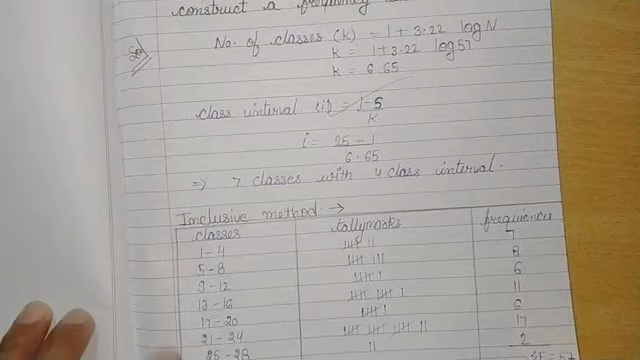 construct a frequency
Sol
No. of classes (k) = 1 + 3.22 log N
k = 1+3.22 log 57
k = 6.65
class interval (i) = l-s
k
i = 25 - 1
6.65
⇒ 7 classes with 4 class interval.
Inclusive method: →
classes tallymarks frequencies
1-4 𝍸 || 7
5-8 𝍸 ||| 8
9-12 𝍸 | 6
13-16 𝍸 𝍸 | 11
17-20 𝍸 | 6
21-24 𝍸 𝍸 𝍸 || 17
25-28 || 2